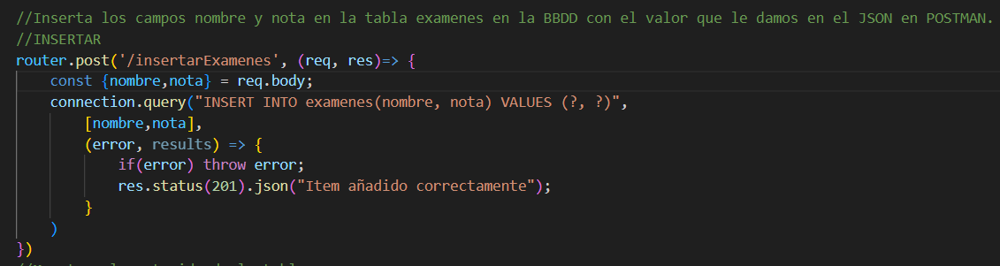 //Inserta los campos nombre y nota en la tabla examenes en la BBDD con el valor que le damos en el JSON en POSTMAN.
//INSERTAR
router.post('/insertarExamenes', (req, res)=> {
    const {nombre,nota} = req.body;
    connection.query("INSERT INTO examenes(nombre, nota) VALUES (?, ?)",
        [nombre,nota],
        (error, results) => {
            if(error) throw error;
            res.status(201).json("Item añadido correctamente");
        }
    )
})